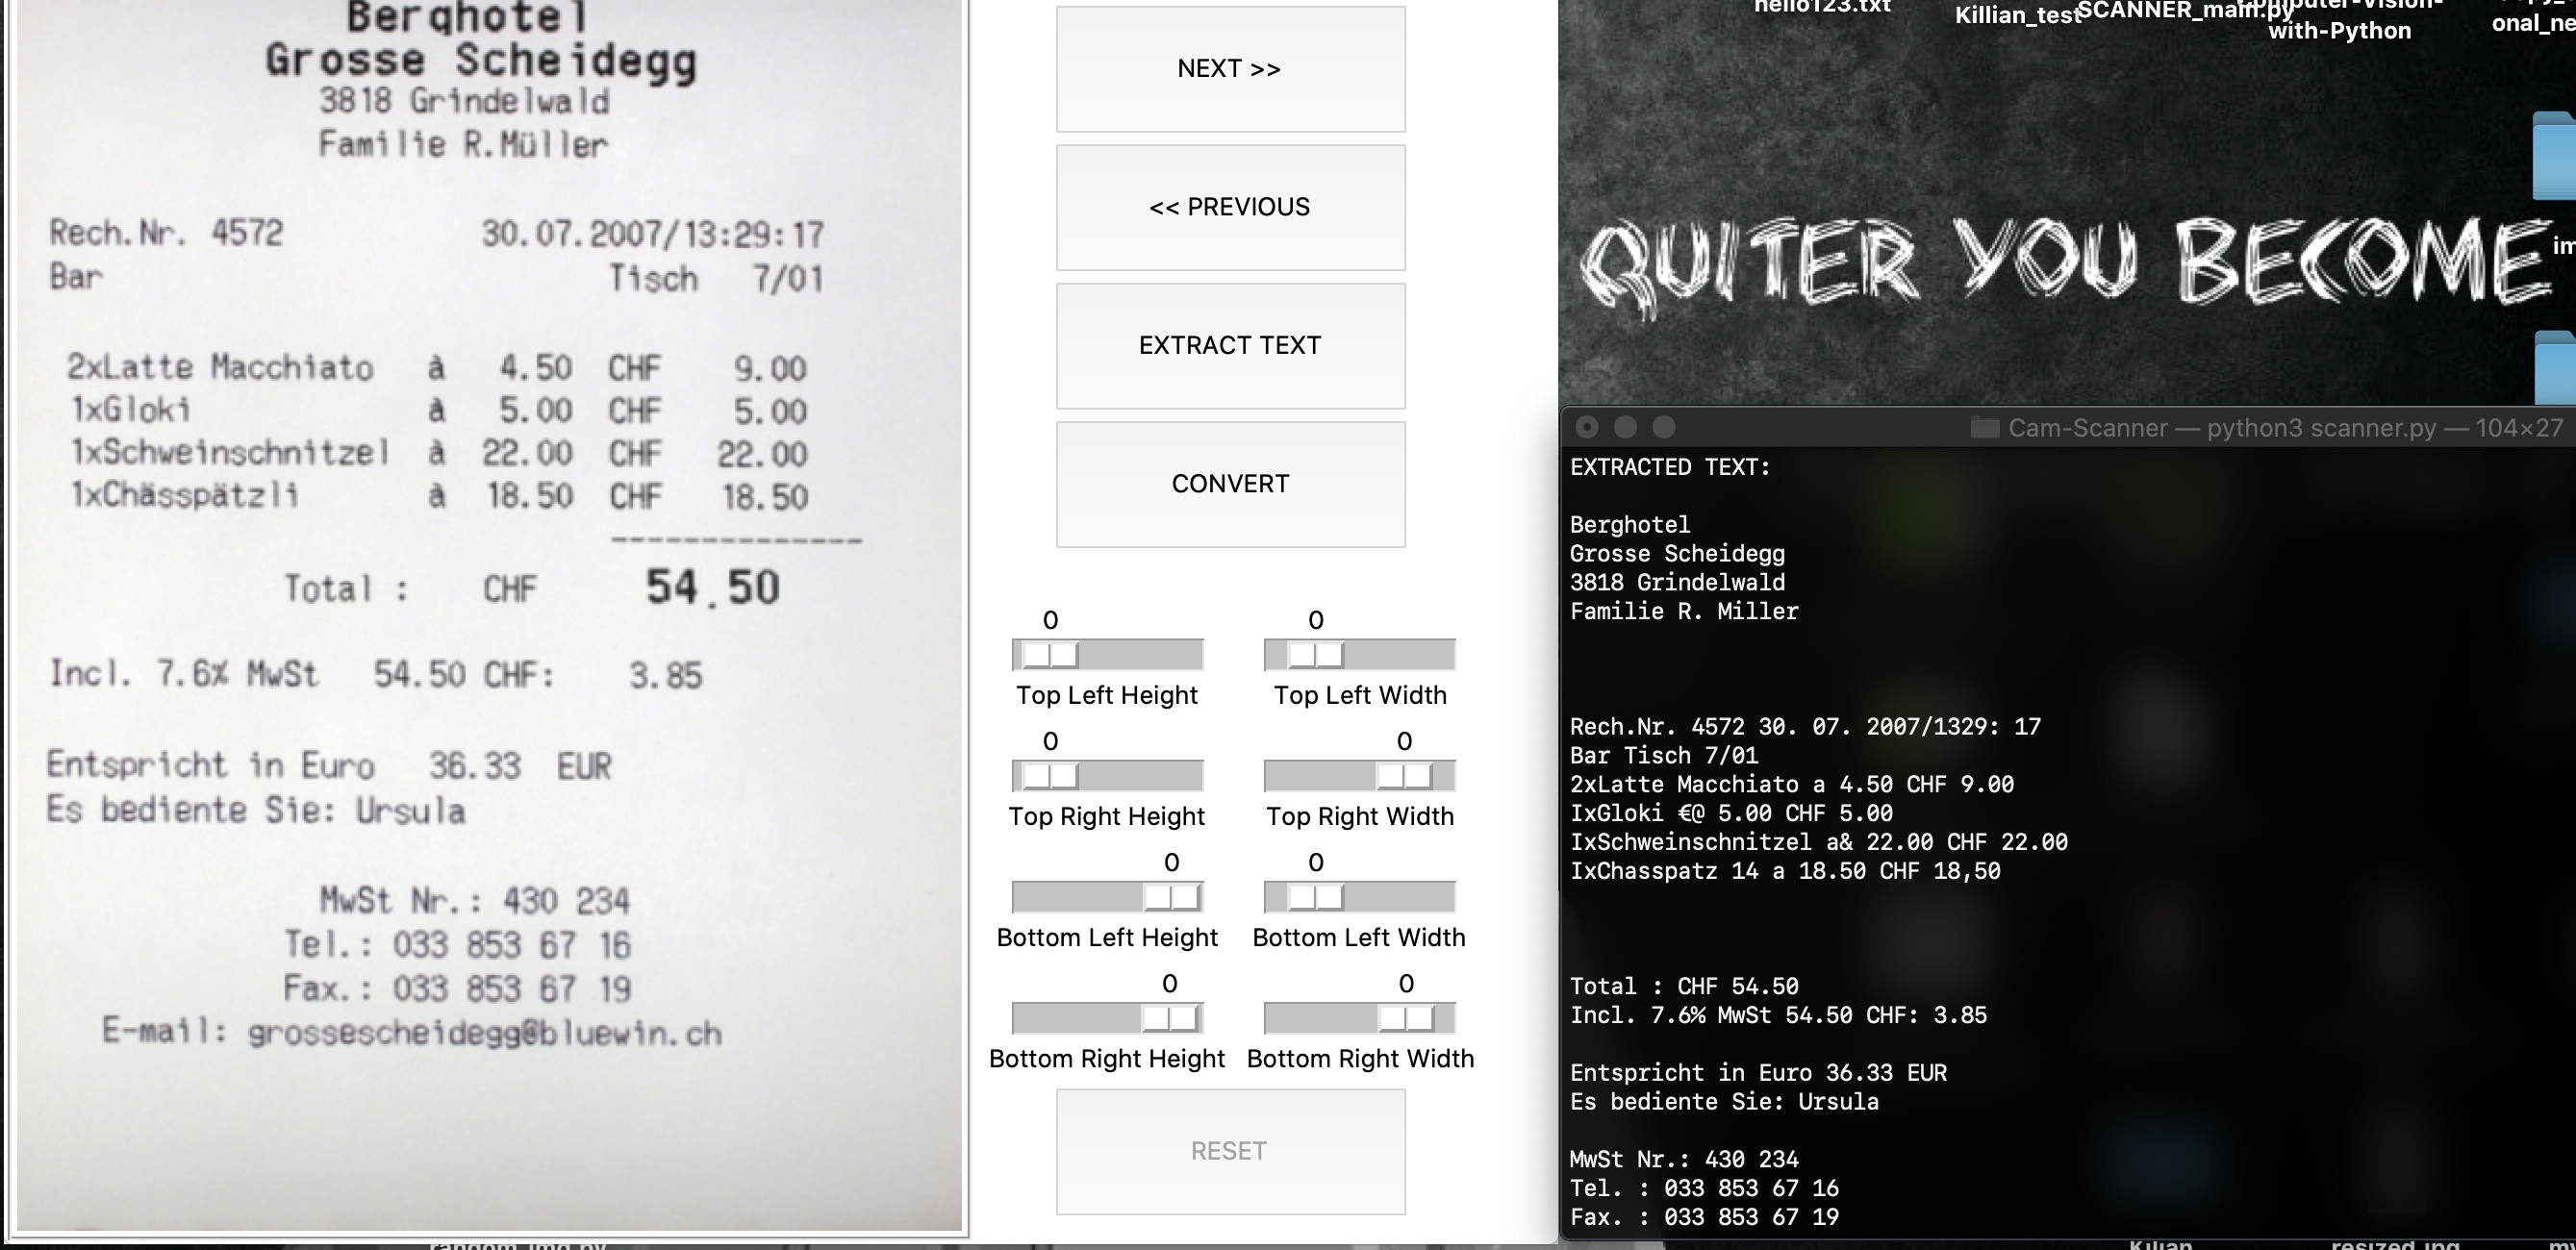 Berghotel
Grosse Scheidegg
3818 Grindelwald
Familie R.Müller
Rech.Nr. 4572 30.07.2007/13:29:17
Bar Tisch 7/01
2xLatte Macchiato à 4.50 CHF 9.00
1xGloki à 5.00 CHF 5.00
1xSchweinschnitzel à 22.00 CHF 22.00
1xChässpätzli à 18.50 CHF 18.50
--------------
Total : CHF 54.50
Incl. 7.6% MwSt 54.50 CHF: 3.85
Entspricht in Euro 36.33 EUR
Es bediente Sie: Ursula
MwSt Nr.: 430 234
Tel.: 033 853 67 16
Fax.: 033 853 67 19
E-mail: grossescheidegg@bluewin.ch
NEXT >>
<< PREVIOUS
EXTRACT TEXT
CONVERT
0 0
Top Left Height Top Left Width
0 0
Top Right Height Top Right Width
0 0
Bottom Left Height Bottom Left Width
0 0
Bottom Right Height Bottom Right Width
RESET
hello123.txt
Killian_test
SCANNER_main.py
with-Python
QUITER YOU BECOME
Cam-Scanner — python3 scanner.py — 104×27
EXTRACTED TEXT:
Berghotel
Grosse Scheidegg
3818 Grindelwald
Familie R. Miller
Rech.Nr. 4572 30. 07. 2007/1329: 17
Bar Tisch 7/01
2xLatte Macchiato a 4.50 CHF 9.00
IxGloki €@ 5.00 CHF 5.00
IxSchweinschnitzel a& 22.00 CHF 22.00
IxChasspatz 14 a 18.50 CHF 18,50
Total : CHF 54.50
Incl. 7.6% MwSt 54.50 CHF: 3.85
Entspricht in Euro 36.33 EUR
Es bediente Sie: Ursula
MwSt Nr.: 430 234
Tel. : 033 853 67 16
Fax. : 033 853 67 19
random_img.py
Kilian
resized.jpg